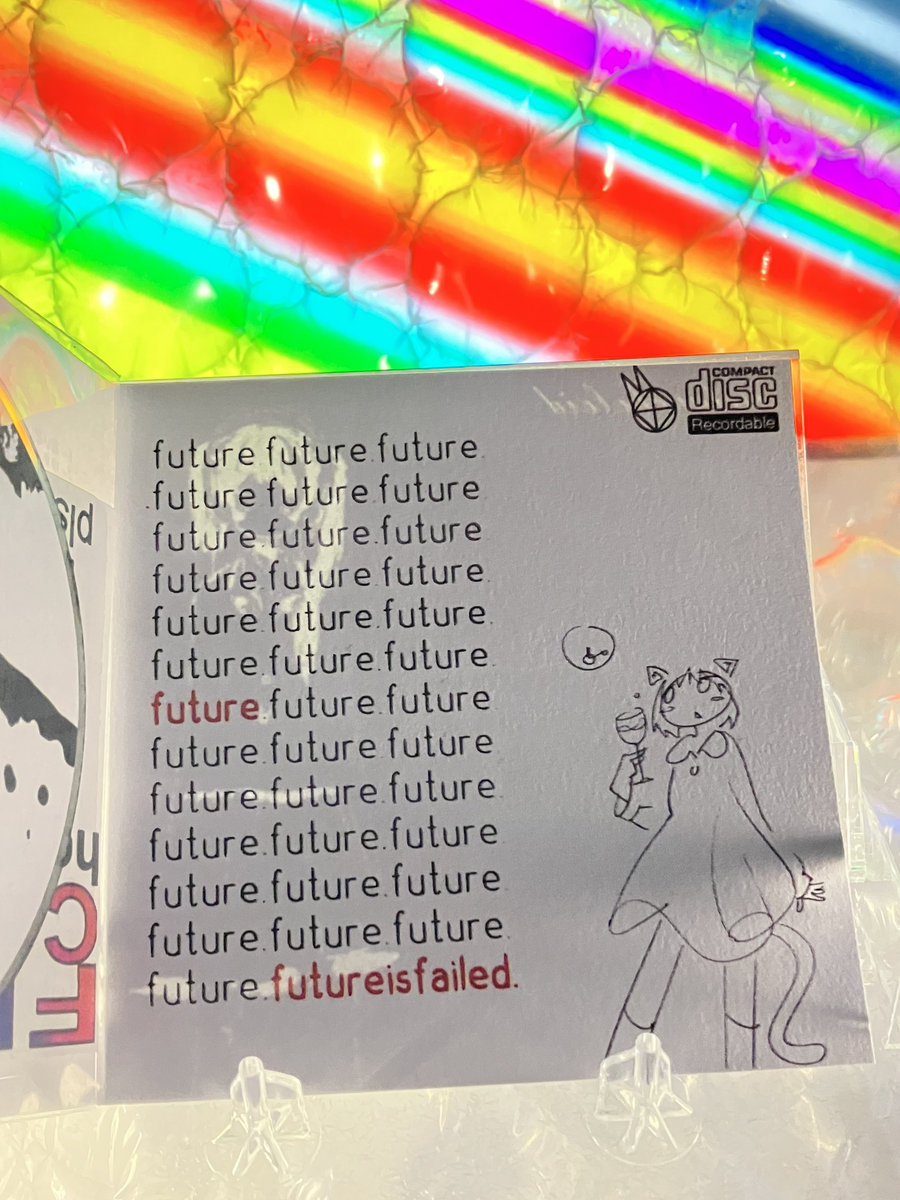 COMPACT
disc
Recordable
future.future.future.
.future future.future
future.future.future
future.future future.
future.future.future.
future.future.future.
future.future.future
future.future future
future.future.future.
future.future.future
future.future.future.
future.future.future.
future.futureisfailed.
pls
CT